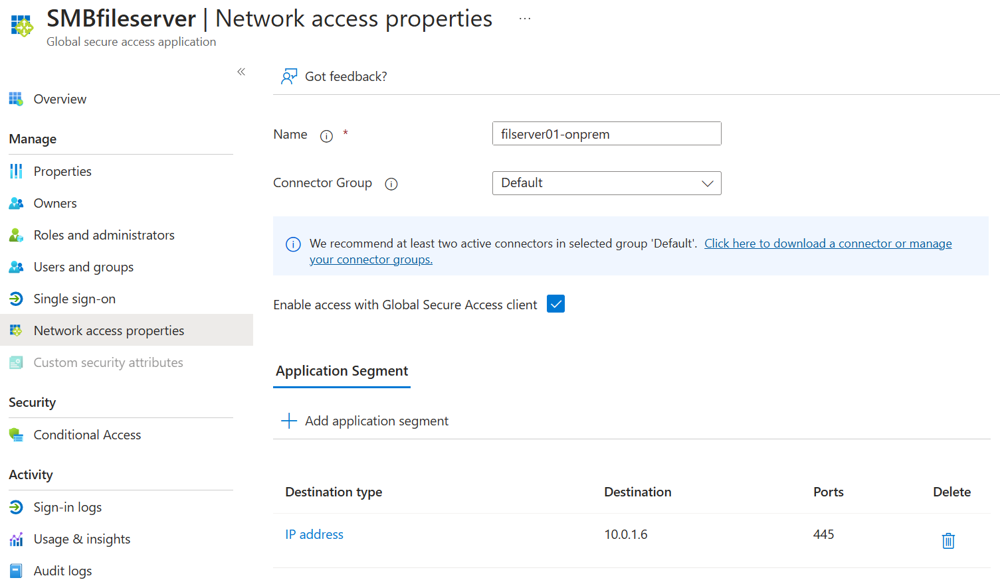 SMBfileserver | Network access properties ...
Global secure access application
«
Got feedback?
Overview
Manage
Properties
Owners
Roles and administrators
Users and groups
Single sign-on
Network access properties
Custom security attributes
Security
Conditional Access
Activity
Sign-in logs
Usage & insights
Audit logs
Name *
filserver01-onprem
Connector Group
Default
We recommend at least two active connectors in selected group 'Default'. Click here to download a connector or manage
your connector groups.
Enable access with Global Secure Access client
Application Segment
Add application segment
Destination type Destination Ports Delete
IP address 10.0.1.6 445